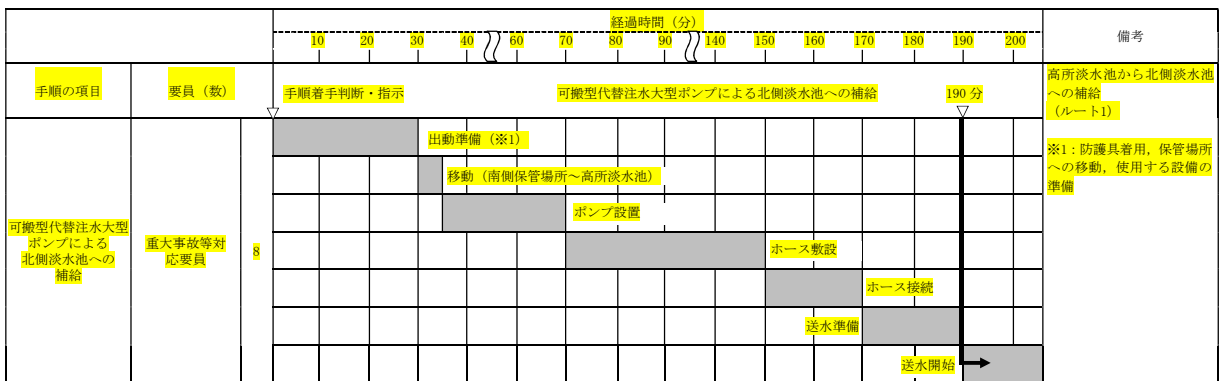 経過時間（分）
10 20 30 40 60 70 80 90 140 150 160 170 180 190 200
備考
手順の項目
要員（数）
手順着手判断・指示
可搬型代替注水大型ポンプによる北側淡水池への補給
190 分
高所淡水池から北側淡水池
への補給
（ルート1）
※1：防護具着用，保管場所
への移動，使用する設備の
準備
可搬型代替注水大型
ポンプによる
北側淡水池への
補給
重大事故等対
応要員
8
出動準備（※1）
移動（南側保管場所～高所淡水池）
ポンプ設置
ホース敷設
ホース接続
送水準備
送水開始